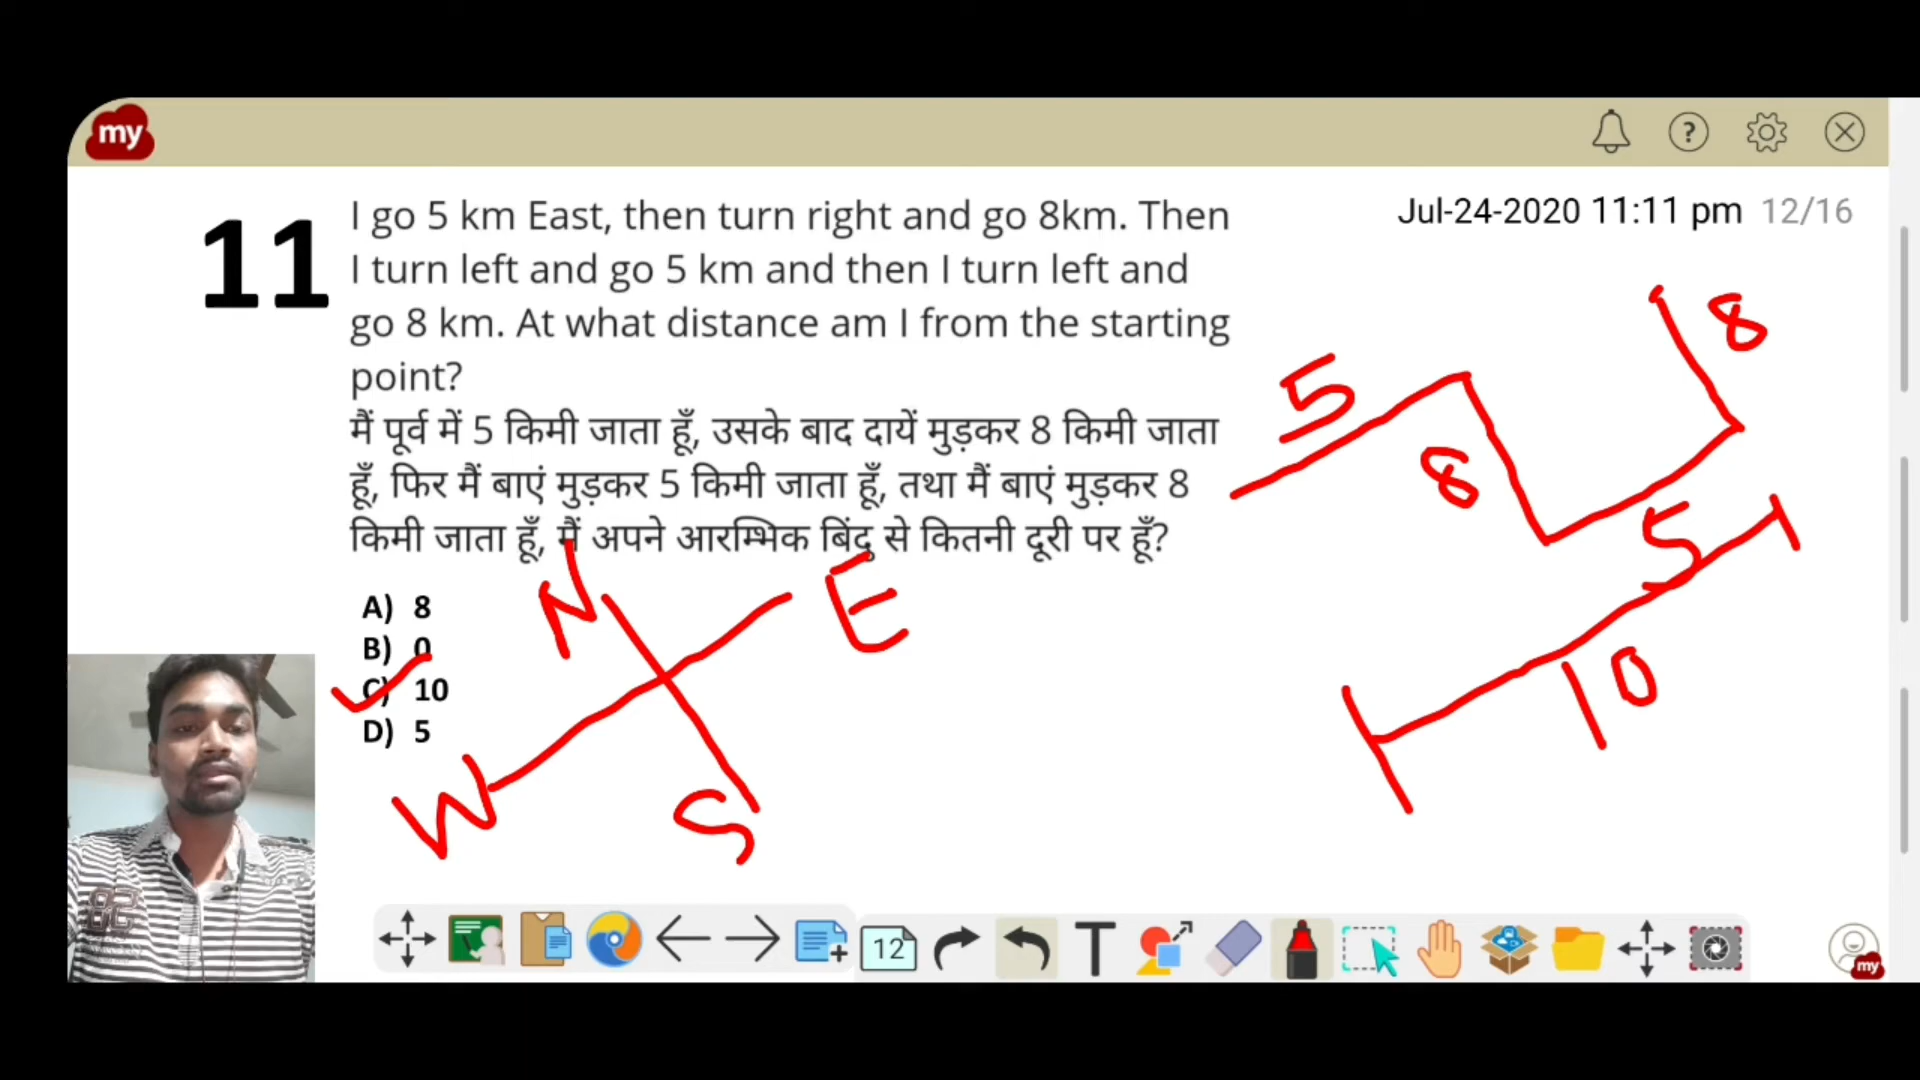 my
Jul-24-2020 11:11 pm 12/16
11
I go 5 km East, then turn right and go 8km. Then
I turn left and go 5 km and then I turn left and
go 8 km. At what distance am I from the starting
point?
मैं पूर्व में 5 किमी जाता हूँ, उसके बाद दायें मुड़कर 8 किमी जाता
हूँ, फिर मैं बाएं मुड़कर 5 किमी जाता हूँ, तथा मैं बाएं मुड़कर 8
किमी जाता हूँ, मैं अपने आरम्भिक बिंदु से कितनी दूरी पर हूँ?
A) 8
B) 0
C) 10
D) 5
N
E
W
S
5
8
5
8
10
82
12
T
my